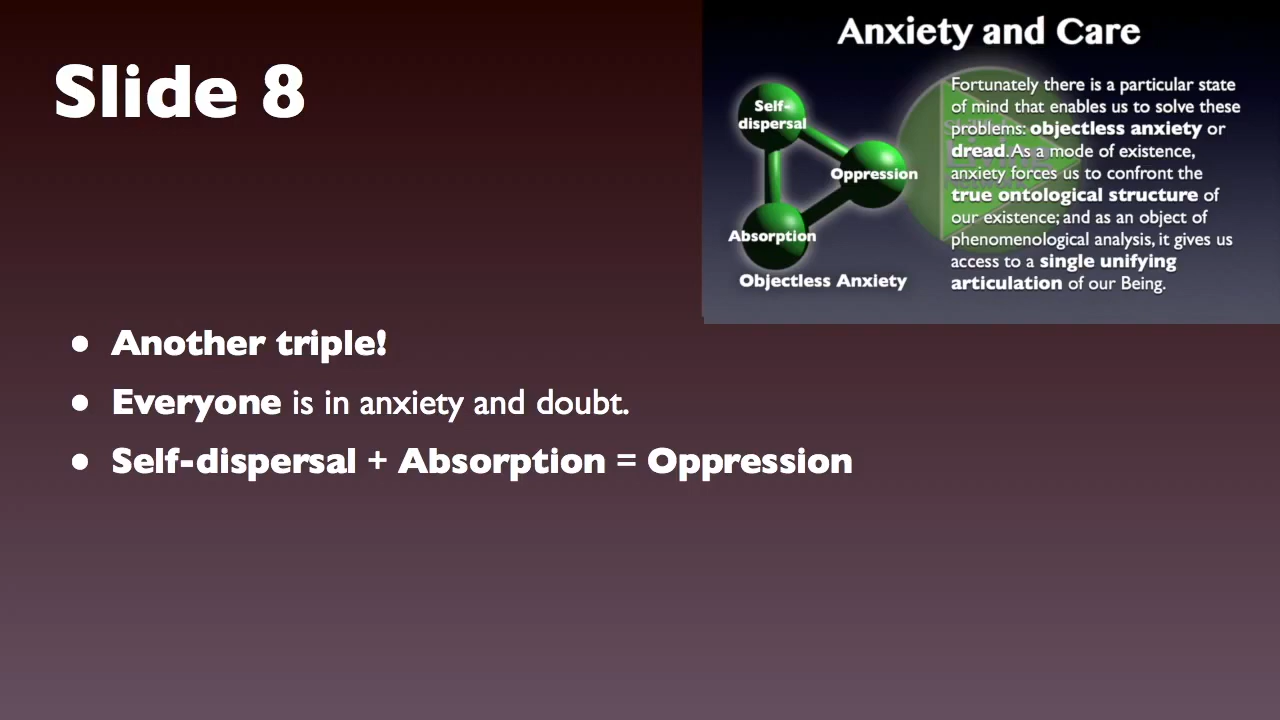 Slide 8
Another triple!
Everyone is in anxiety and doubt.
Self-dispersal + Absorption = Oppression
Anxiety and Care
Self-
dispersal
Oppression
Absorption
Objectless Anxiety
Fortunately there is a particular state
of mind that enables us to solve these
problems: objectless anxiety or
dread. As a mode of existence,
anxiety forces us to confront the
true ontological structure of
our existence; and as an object of
phenomenological analysis, it gives us
access to a single unifying
articulation of our Being.